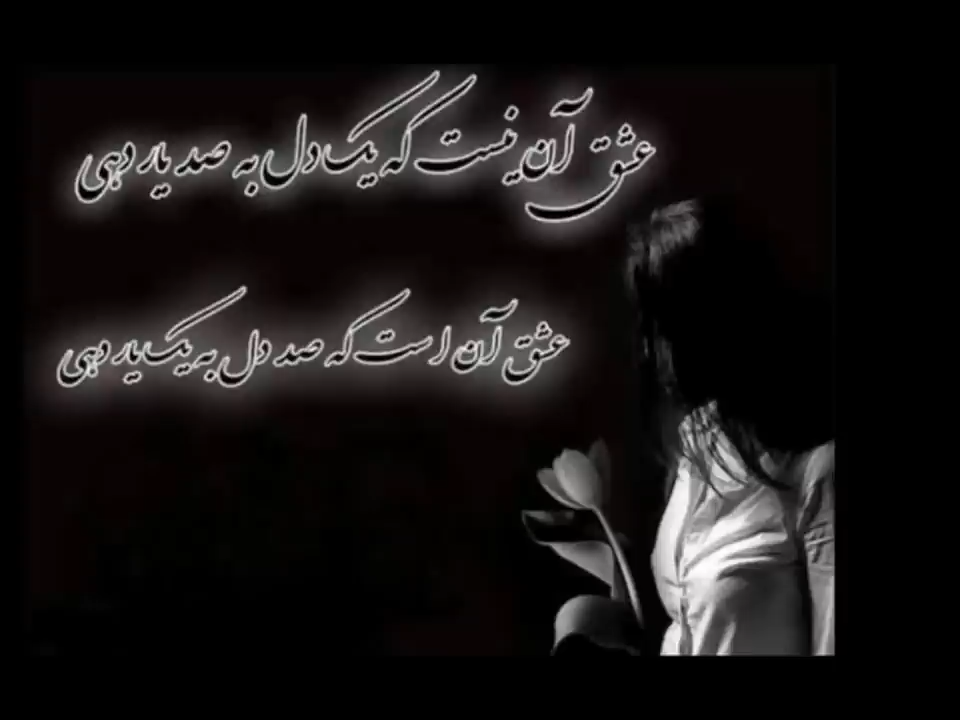 عشق آن نیست که یک دل به صد یار دهی
عشق آن است که صد دل به یک یار دهی